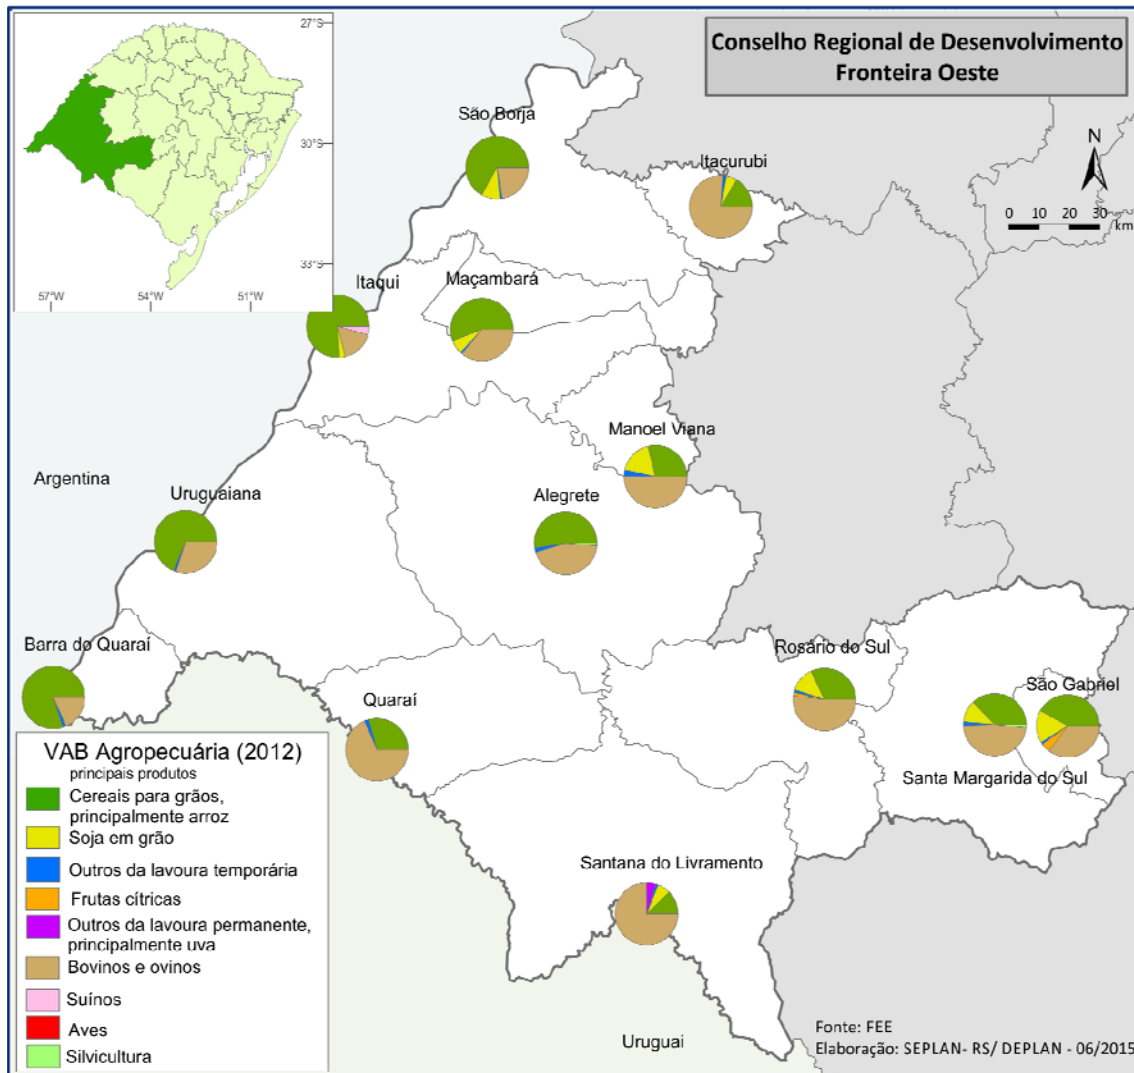 Conselho Regional de Desenvolvimento
Fronteira Oeste
27°S
30°S
33°S
57°W
54°W
51°W
N
0 10 20 30
km
São Borja
Itacurubi
Itaqui
Maçambará
Manoel Viana
Argentina
Uruguaiana
Alegrete
Barra do Quaraí
Rosário do Sul
São Gabriel
Quaraí
Santa Margarida do Sul
Santana do Livramento
Uruguai
VAB Agropecuária (2012)
principais produtos
Cereais para grãos,
principalmente arroz
Soja em grão
Outros da lavoura temporária
Frutas cítricas
Outros da lavoura permanente,
principalmente uva
Bovinos e ovinos
Suínos
Aves
Silvicultura
Fonte: FEE
Elaboração: SEPLAN- RS/ DEPLAN - 06/2015